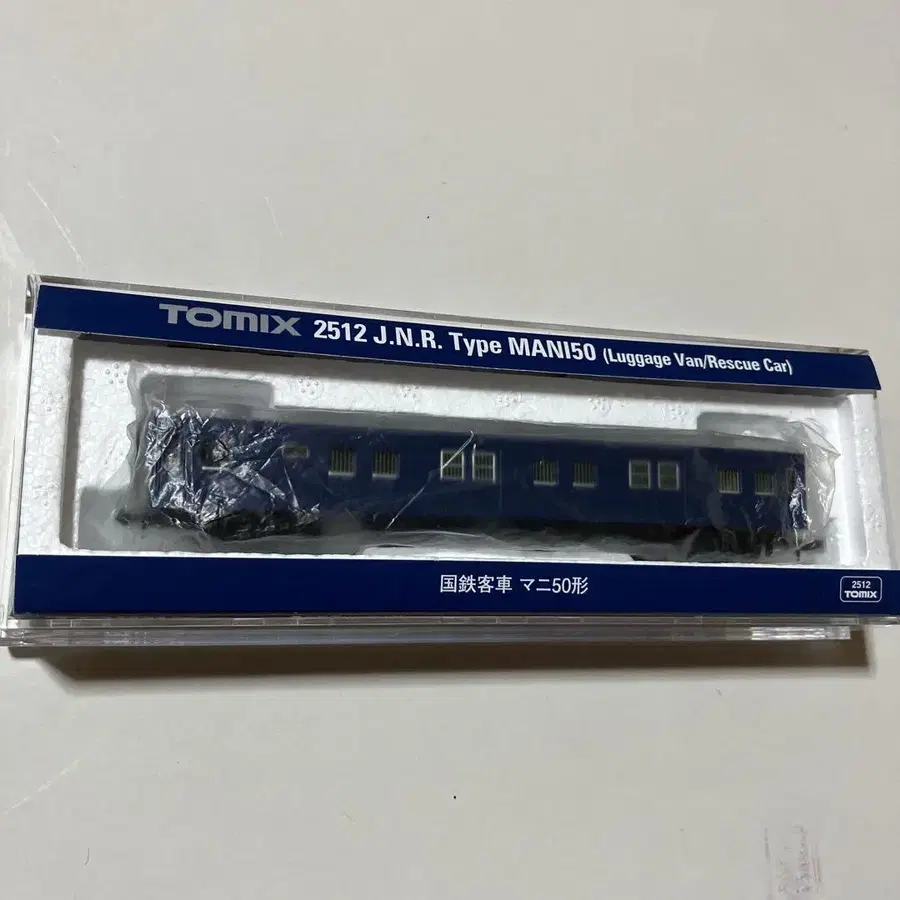 TOMIX 2512 J.N.R. Type MANI50 (Luggage Van/Rescue Car)
国鉄客車 マニ50形
2512
TOMIX